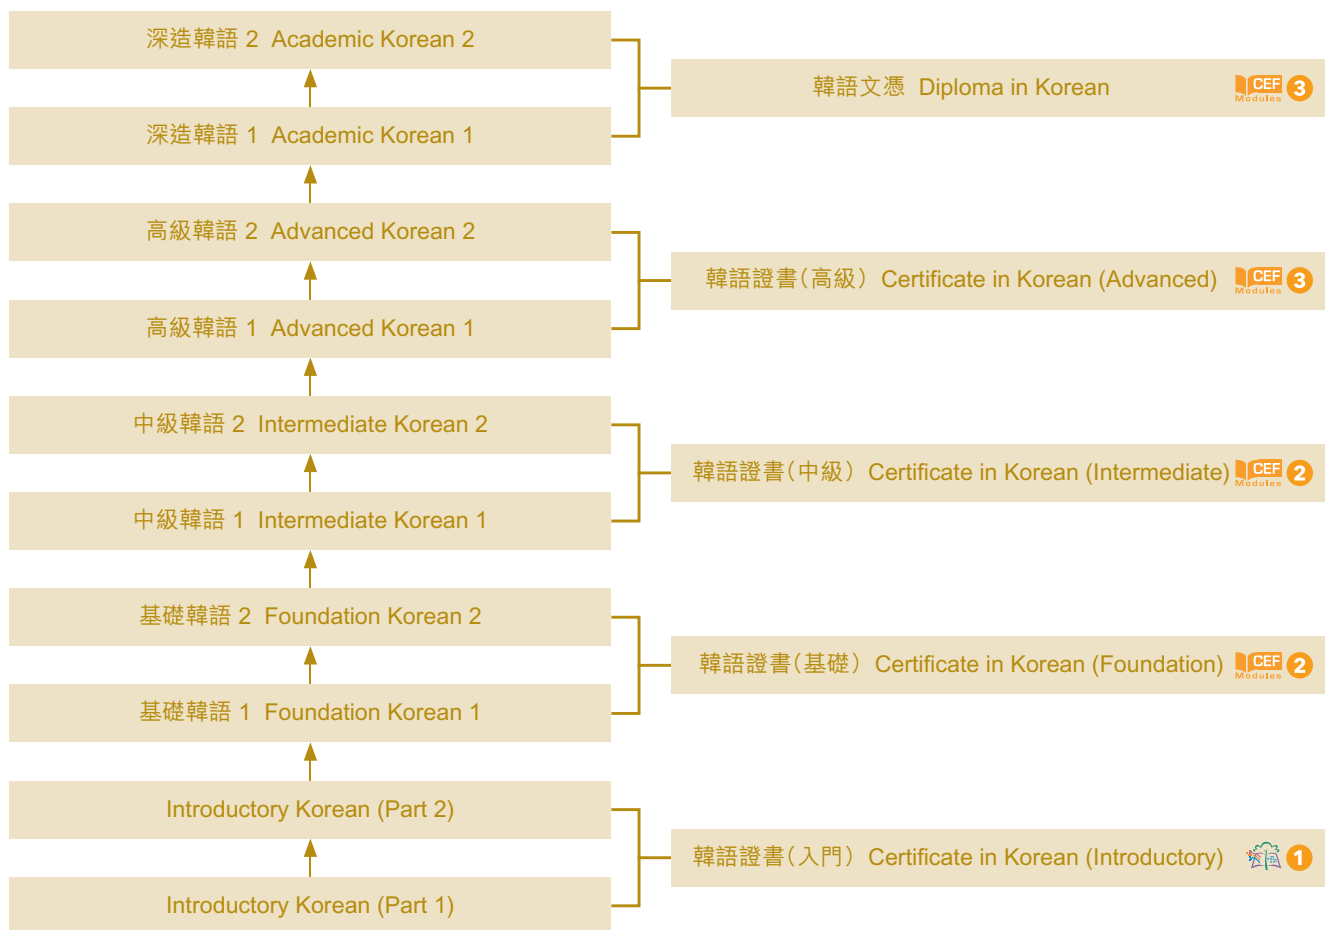 深造韓語 2 Academic Korean 2
韓語文憑 Diploma in Korean CEF Modules 3
深造韓語 1 Academic Korean 1
高級韓語 2 Advanced Korean 2
韓語證書(高級) Certificate in Korean (Advanced) CEF Modules 3
高級韓語 1 Advanced Korean 1
中級韓語 2 Intermediate Korean 2
韓語證書(中級) Certificate in Korean (Intermediate) CEF Modules 2
中級韓語 1 Intermediate Korean 1
基礎韓語 2 Foundation Korean 2
韓語證書(基礎) Certificate in Korean (Foundation) CEF Modules 2
基礎韓語 1 Foundation Korean 1
Introductory Korean (Part 2)
韓語證書(入門) Certificate in Korean (Introductory) 1
Introductory Korean (Part 1)